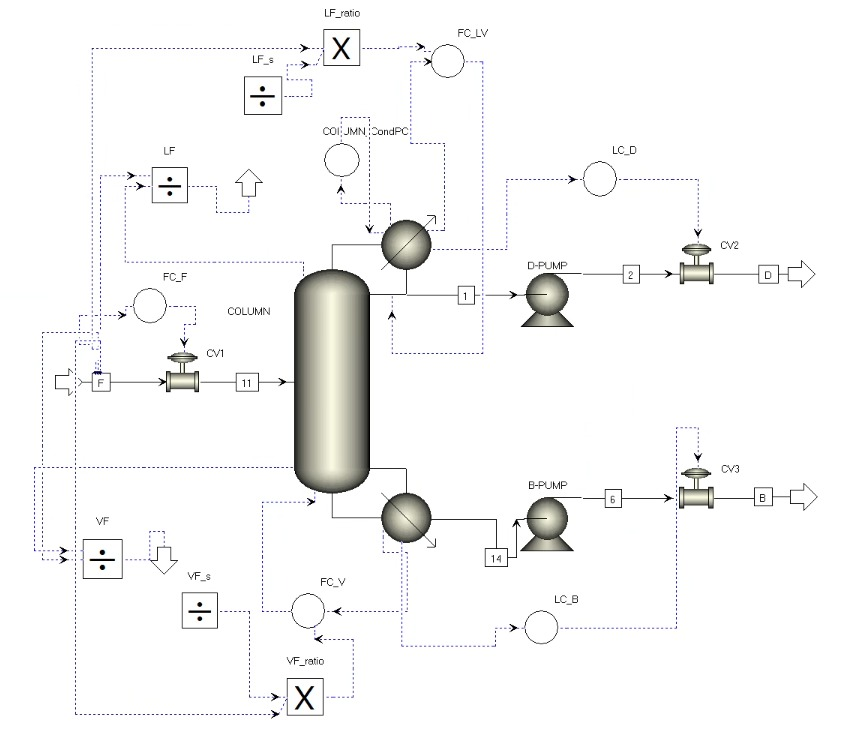 LF_ratio
X
FC_LV
LF_s
÷
COLUMN_CondPC
LC_D
LF
÷
CV2
D-PUMP
1
2
D
FC_F
COLUMN
CV1
F
11
CV3
B-PUMP
6
B
VF
÷
14
VF_s
÷
FC_V
LC_B
VF_ratio
X